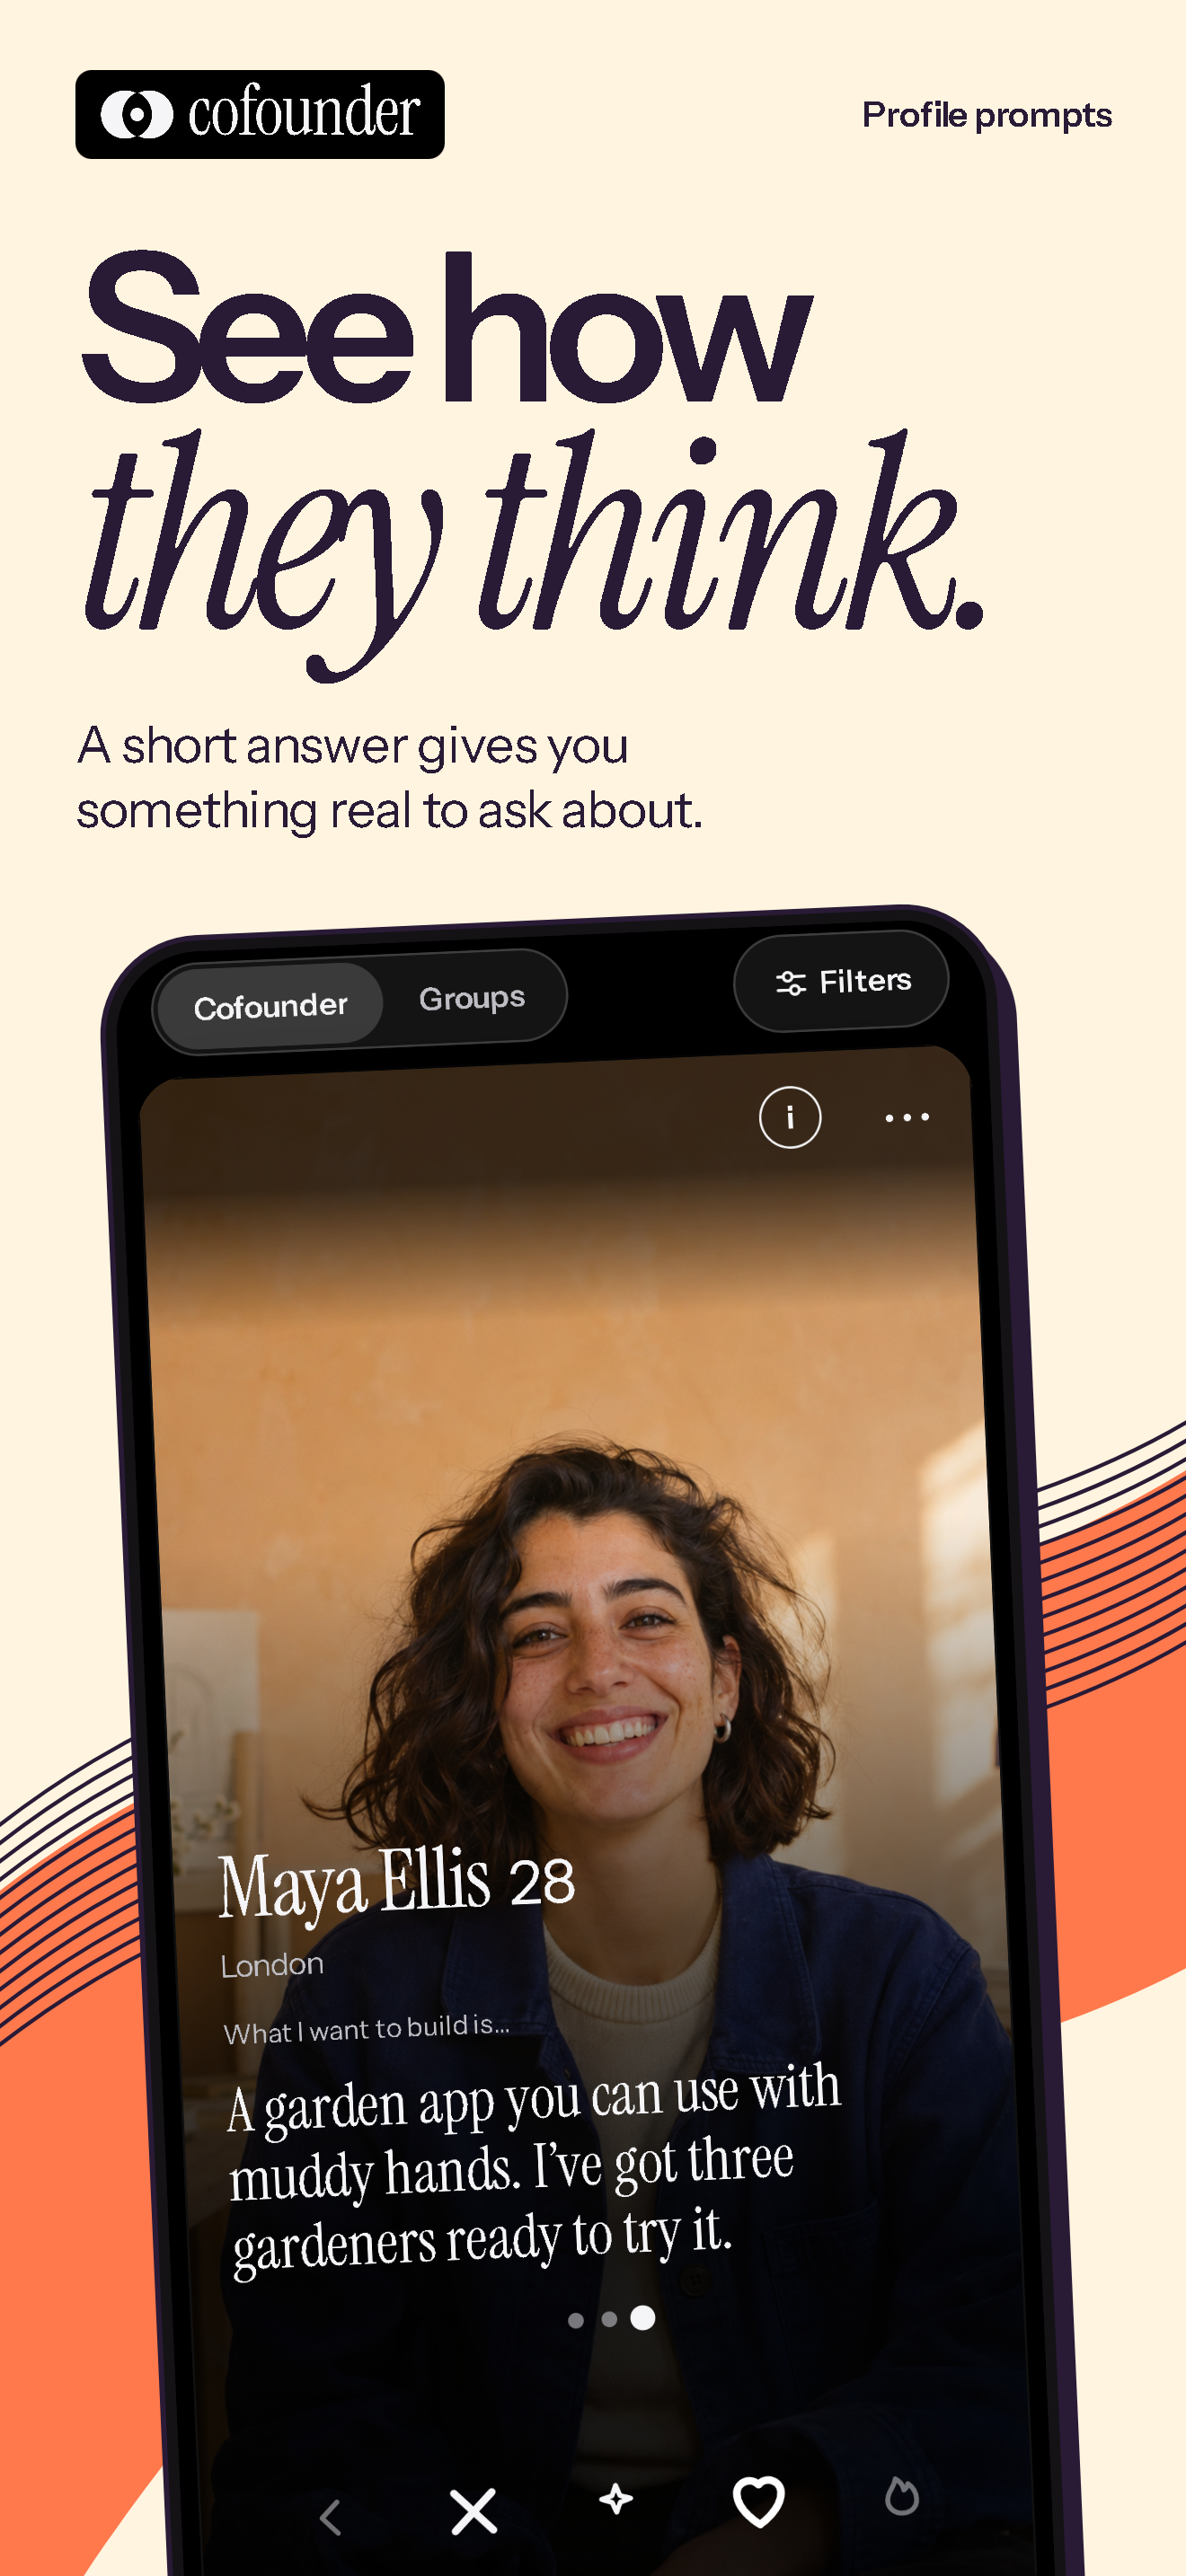 cofounder
Profile prompts
See how
they think.
A short answer gives you
something real to ask about.
Cofounder
Groups
Filters
i
Maya Ellis 28
London
What I want to build is...
A garden app you can use with
muddy hands. I’ve got three
gardeners ready to try it.